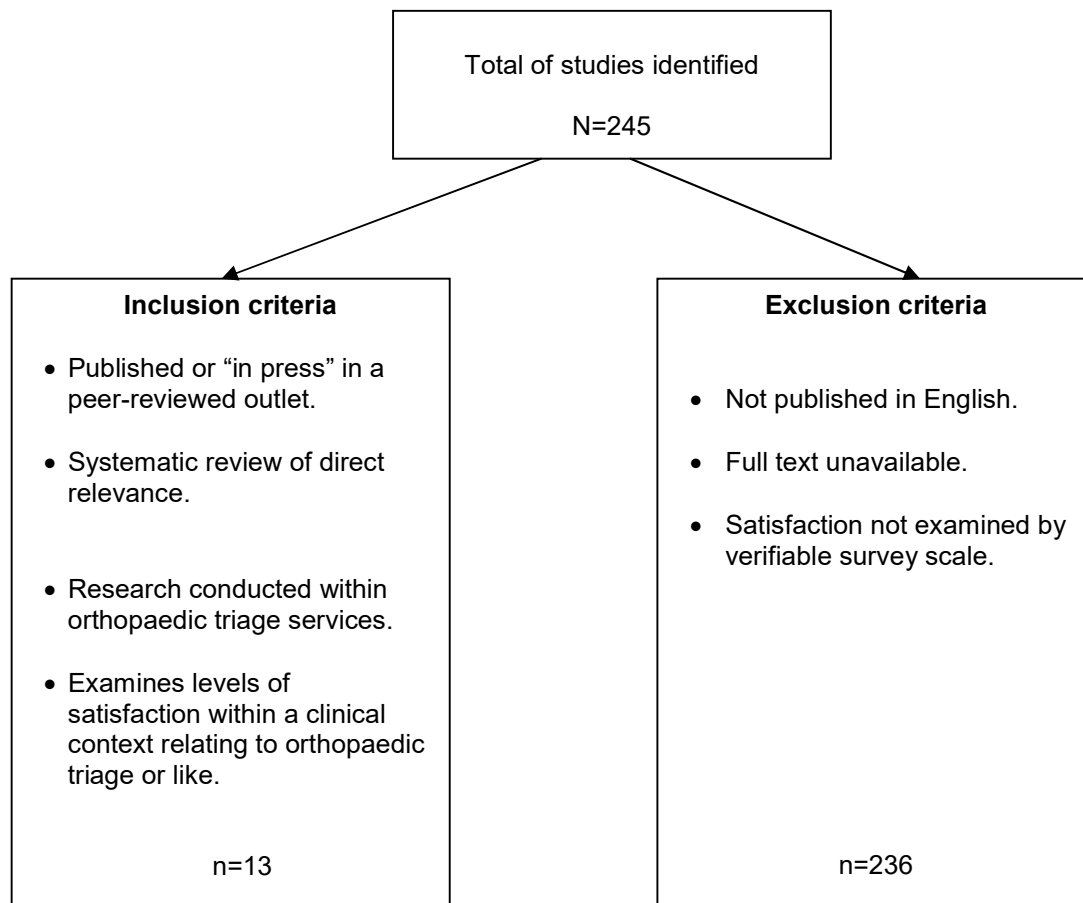 Total of studies identified
N=245
Inclusion criteria
• Published or “in press” in a
peer-reviewed outlet.
• Systematic review of direct
relevance.
• Research conducted within
orthopaedic triage services.
• Examines levels of
satisfaction within a clinical
context relating to orthopaedic
triage or like.
n=13
Exclusion criteria
• Not published in English.
• Full text unavailable.
• Satisfaction not examined by
verifiable survey scale.
n=236